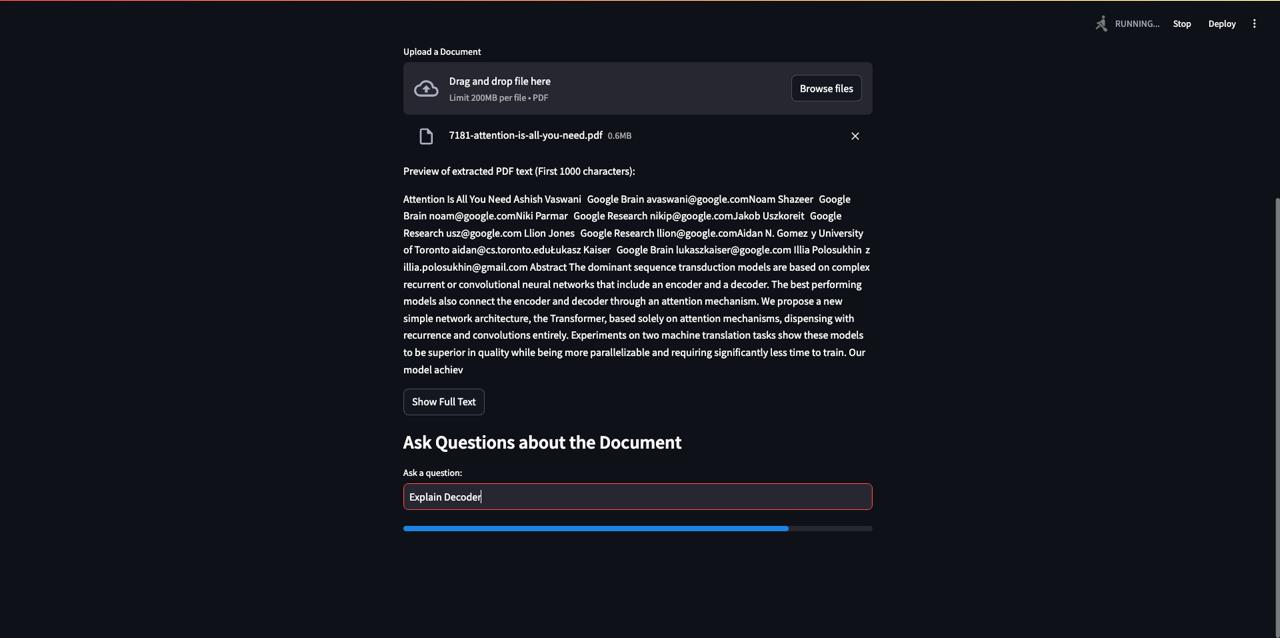 RUNNING...
Stop
Deploy
Upload a Document
Drag and drop file here
Limit 200MB per file • PDF
Browse files
7181-attention-is-all-you-need.pdf 0.6MB
Preview of extracted PDF text (First 1000 characters):
Attention Is All You Need Ashish Vaswani Google Brain avaswani@google.comNoam Shazeer Google
Brain noam@google.comNiki Parmar Google Research nikip@google.comJakob Uszkoreit Google
Research usz@google.com Llion Jones Google Research llion@google.comAidan N. Gomez y University
of Toronto aidan@cs.toronto.eduŁukasz Kaiser Google Brain lukaszkaiser@google.com Illia Polosukhin z
illia.polosukhin@gmail.com Abstract The dominant sequence transduction models are based on complex
recurrent or convolutional neural networks that include an encoder and a decoder. The best performing
models also connect the encoder and decoder through an attention mechanism. We propose a new
simple network architecture, the Transformer, based solely on attention mechanisms, dispensing with
recurrence and convolutions entirely. Experiments on two machine translation tasks show these models
to be superior in quality while being more parallelizable and requiring significantly less time to train. Our
model achiev
Show Full Text
Ask Questions about the Document
Ask a question:
Explain Decoder